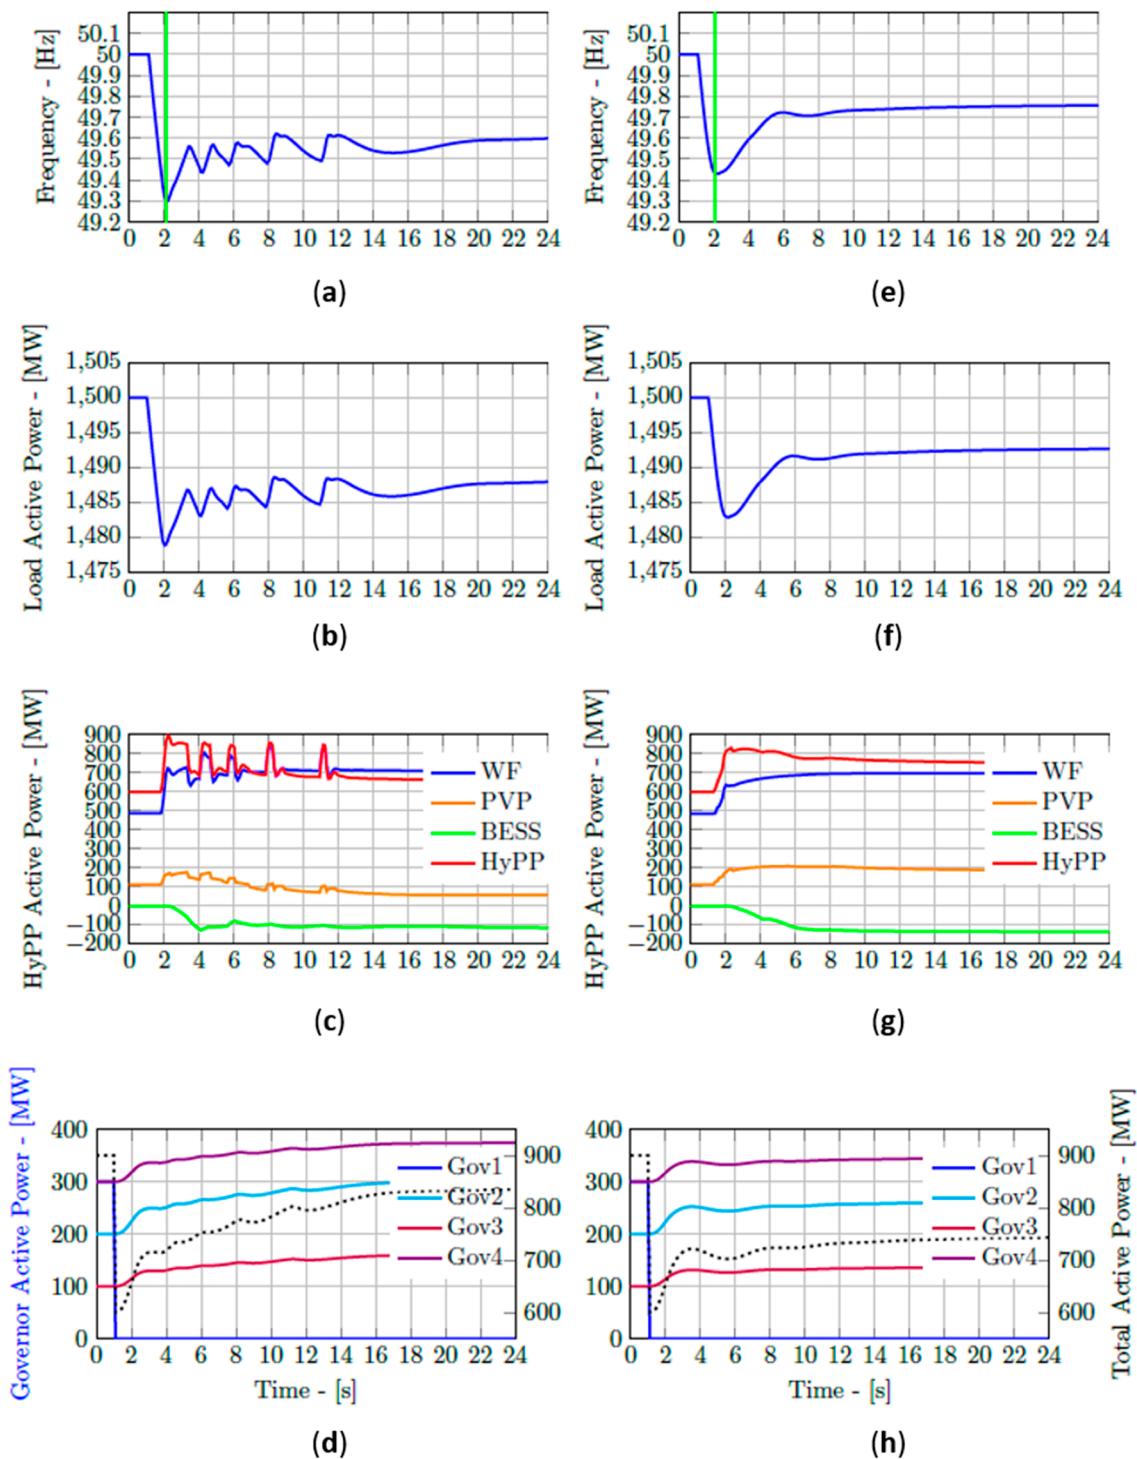 Frequency - [Hz]
50.1
50
49.9
49.8
49.7
49.6
49.5
49.4
49.3
49.2
0 2 4 6 8 10 12 14 16 18 20 22 24
(a)
Frequency - [Hz]
50.1
50
49.9
49.8
49.7
49.6
49.5
49.4
49.3
49.2
0 2 4 6 8 10 12 14 16 18 20 22 24
(e)
Load Active Power - [MW]
1,505
1,500
1,495
1,490
1,485
1,480
1,475
0 2 4 6 8 10 12 14 16 18 20 22 24
(b)
Load Active Power - [MW]
1,505
1,500
1,495
1,490
1,485
1,480
1,475
0 2 4 6 8 10 12 14 16 18 20 22 24
(f)
HyPP Active Power - [MW]
900
800
700
600
500
400
300
200
100
0
−100
−200
WF
PVP
BESS
HyPP
0 2 4 6 8 10 12 14 16 18 20 22 24
(c)
HyPP Active Power - [MW]
900
800
700
600
500
400
300
200
100
0
−100
−200
WF
PVP
BESS
HyPP
0 2 4 6 8 10 12 14 16 18 20 22 24
(g)
Governor Active Power - [MW]
400
300
200
100
0
Gov1
Gov2
Gov3
Gov4
900
800
700
600
0 2 4 6 8 10 12 14 16 18 20 22 24
Time - [s]
(d)
400
300
200
100
0
Gov1
Gov2
Gov3
Gov4
900
800
700
600
Total Active Power - [MW]
0 2 4 6 8 10 12 14 16 18 20 22 24
Time - [s]
(h)